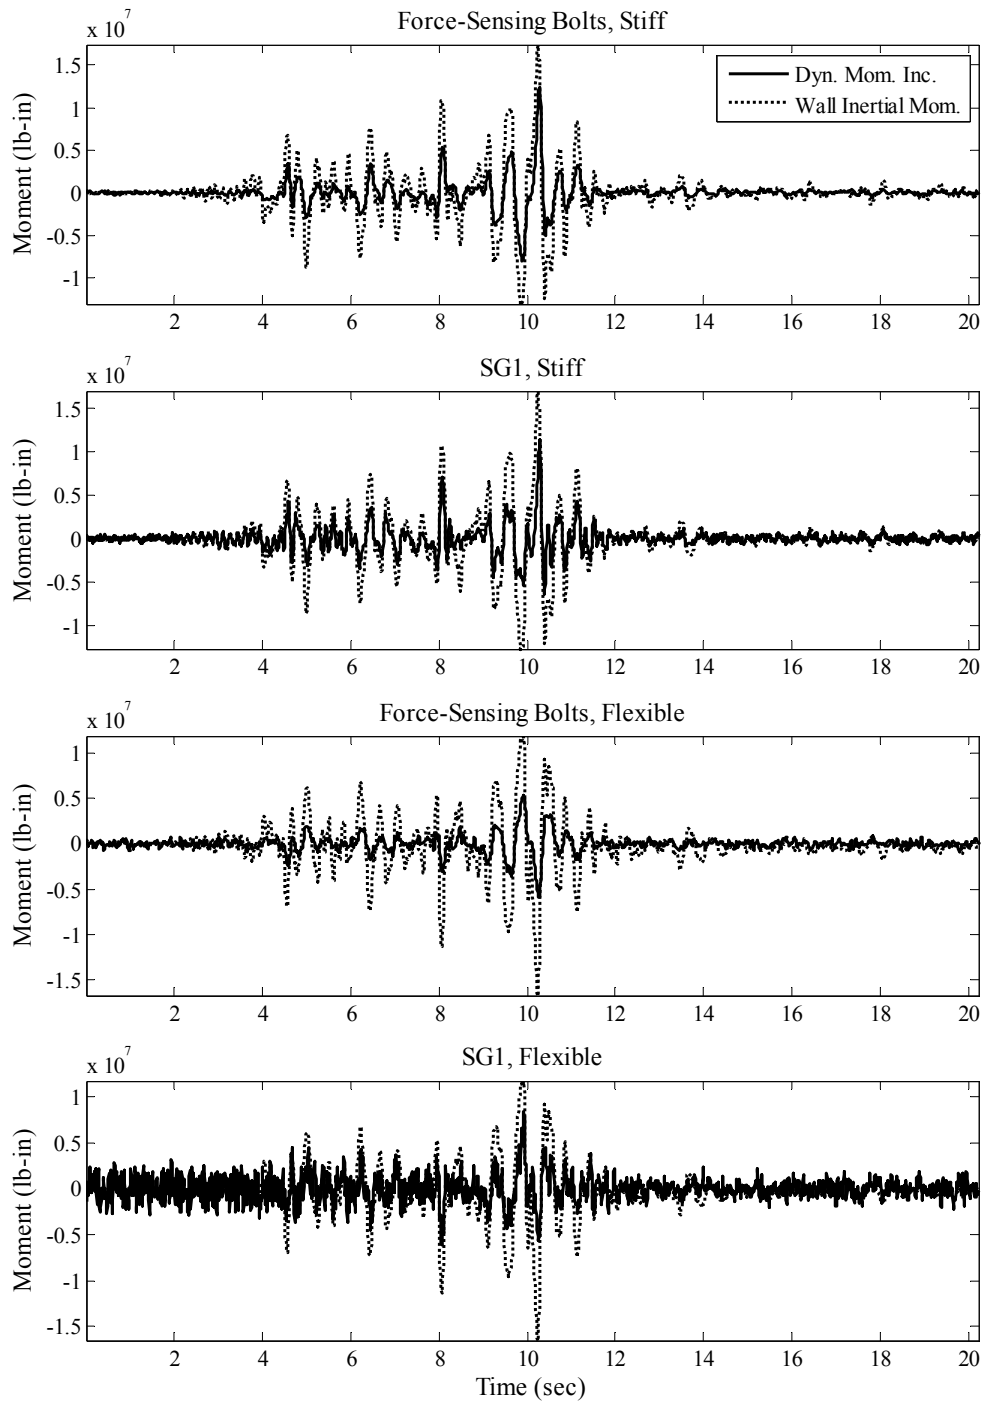 Force-Sensing Bolts, Stiff
x 10^7
Moment (lb-in)
1.5
1
0.5
0
-0.5
-1
Dyn. Mom. Inc.
Wall Inertial Mom.
2 4 6 8 10 12 14 16 18 20
SG1, Stiff
x 10^7
Moment (lb-in)
1.5
1
0.5
0
-0.5
-1
2 4 6 8 10 12 14 16 18 20
Force-Sensing Bolts, Flexible
x 10^7
Moment (lb-in)
1
0.5
0
-0.5
-1
-1.5
2 4 6 8 10 12 14 16 18 20
SG1, Flexible
x 10^7
Moment (lb-in)
1
0.5
0
-0.5
-1
-1.5
2 4 6 8 10 12 14 16 18 20
Time (sec)